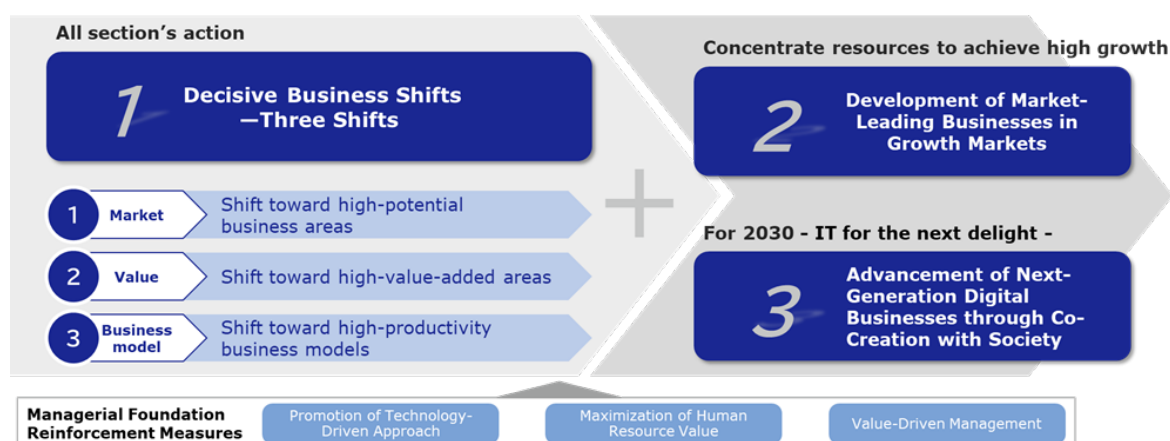 All section's action
1
Decisive Business Shifts
—Three Shifts
1
Market
Shift toward high-potential
business areas
2
Value
Shift toward high-value-added areas
3
Business
model
Shift toward high-productivity
business models
+
Concentrate resources to achieve high growth
2
Development of Market-
Leading Businesses in
Growth Markets
For 2030 - IT for the next delight -
3
Advancement of Next-
Generation Digital
Businesses through Co-
Creation with Society
Managerial Foundation
Reinforcement Measures
Promotion of Technology-
Driven Approach
Maximization of Human
Resource Value
Value-Driven Management